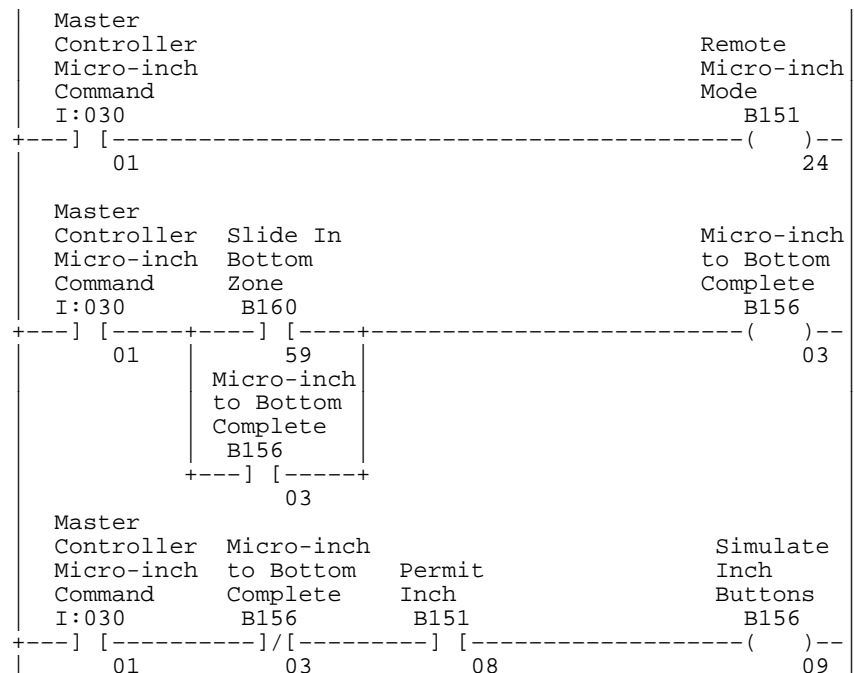 Master
Controller Remote
Micro-inch Micro-inch
Command Mode
I:030 B151
+---] [-----------------------------------------------------( )--
01 24
Master
Controller Slide In Micro-inch
Micro-inch Bottom to Bottom
Command Zone Complete
I:030 B160 B156
+---] [-----+----] [----+-------------------------------( )--
01 | 59 | 03
| Micro-inch|
| to Bottom |
| Complete |
| B156 |
+---] [-----+
03
Master
Controller Micro-inch Simulate
Micro-inch to Bottom Permit Inch
Command Complete Inch Buttons
I:030 B156 B151 B156
+---] [----------]/[---------] [-----------------------( )--
01 03 08 09